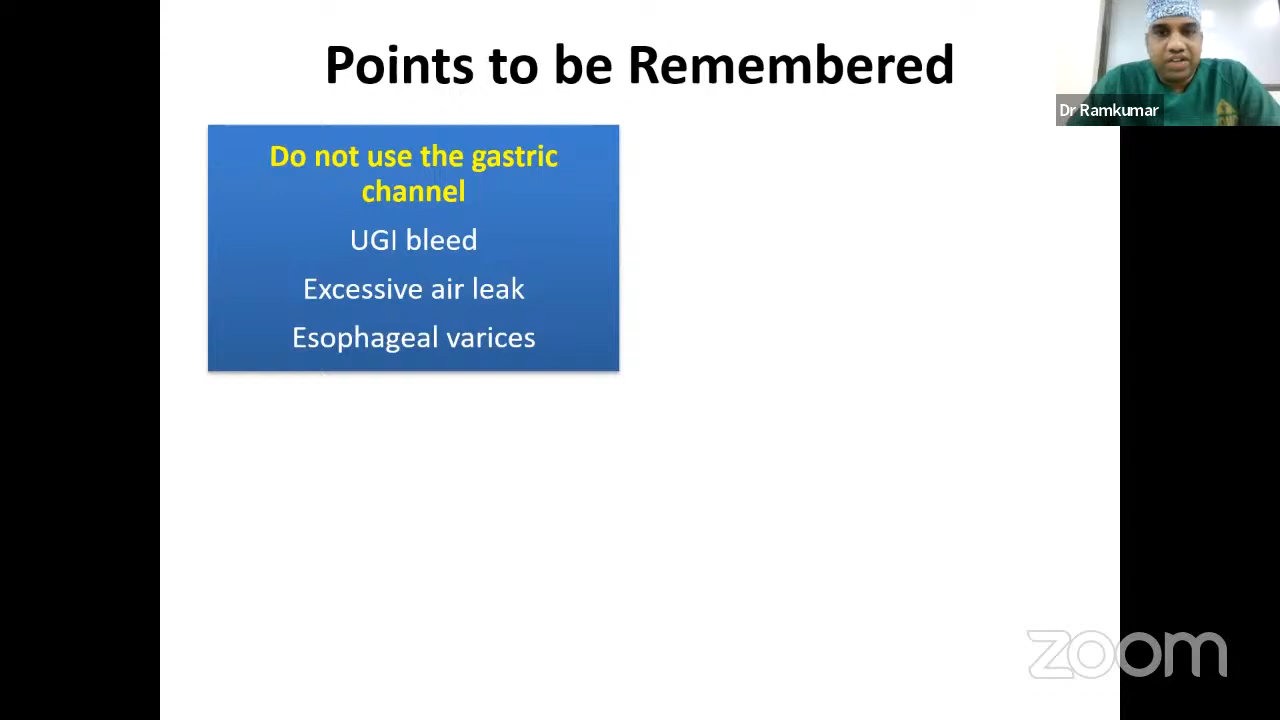 Points to be Remembered
Dr Ramkumar
Do not use the gastric
channel
UGI bleed
Excessive air leak
Esophageal varices
zoom